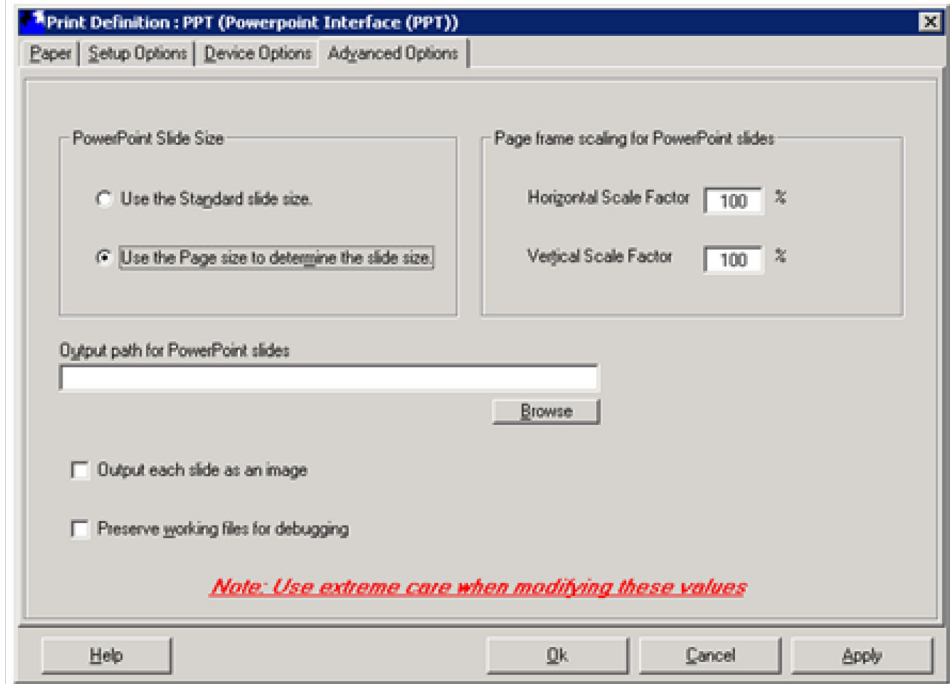 Print Definition : PPT (Powerpoint Interface (PPT))
Paper Setup Options Device Options Advanced Options
PowerPoint Slide Size
Use the Standard slide size.
Use the Page size to determine the slide size.
Page frame scaling for PowerPoint slides
Horizontal Scale Factor 100 %
Vertical Scale Factor 100 %
Output path for PowerPoint slides
Browse
Output each slide as an image
Preserve working files for debugging
Note: Use extreme care when modifying these values
Help Ok Cancel Apply